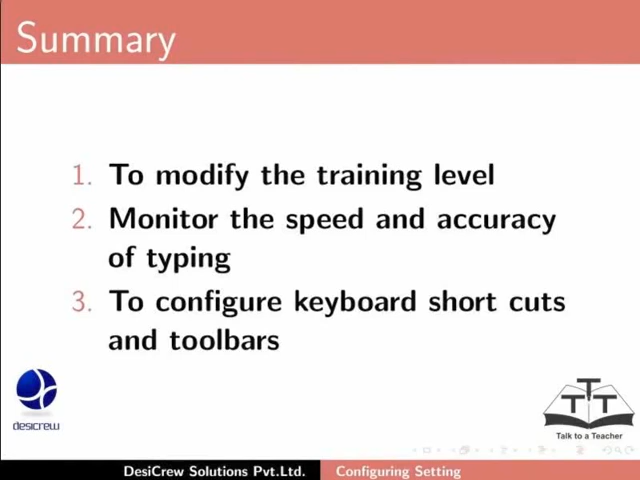 Summary
1. To modify the training level
2. Monitor the speed and accuracy
of typing
3. To configure keyboard short cuts
and toolbars
desicrew
TTT
Talk to a Teacher
DesiCrew Solutions Pvt.Ltd. Configuring Setting